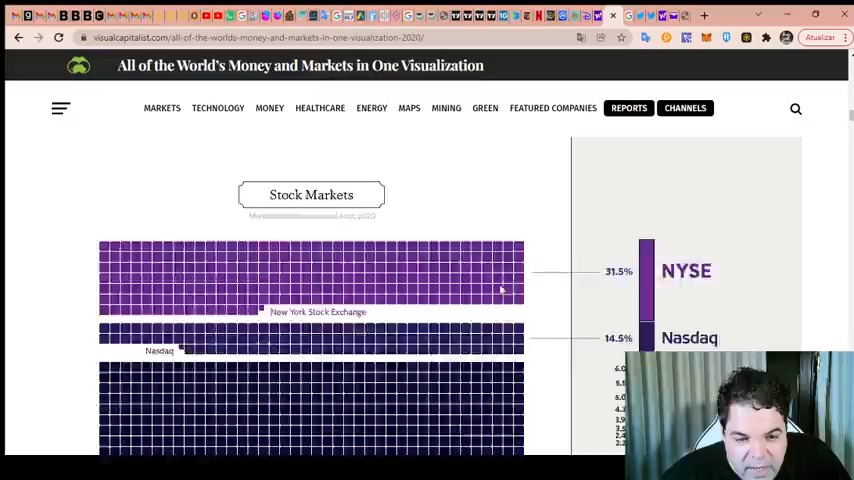 visualcapitalist.com/all-of-the-worlds-money-and-markets-in-one-visualization-2020/
Atualizar
All of the World's Money and Markets in One Visualization
MARKETS TECHNOLOGY MONEY HEALTHCARE ENERGY MAPS MINING GREEN FEATURED COMPANIES REPORTS CHANNELS
Stock Markets
2020
31.5% NYSE
New York Stock Exchange
14.5% Nasdaq
Nasdaq